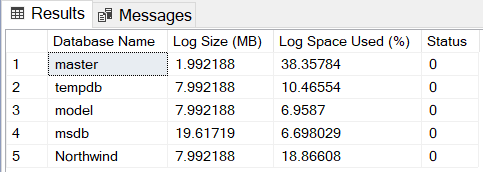 Results Messages
Database Name Log Size (MB) Log Space Used (%) Status
1 master 1.992188 38.35784 0
2 tempdb 7.992188 10.46554 0
3 model 7.992188 6.9587 0
4 msdb 19.61719 6.698029 0
5 Northwind 7.992188 18.86608 0